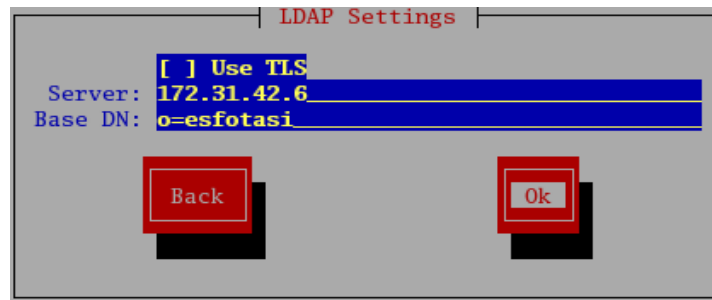 LDAP Settings
[ ] Use TLS
Server: 172.31.42.6
Base DN: o=esfotasi
Back
Ok